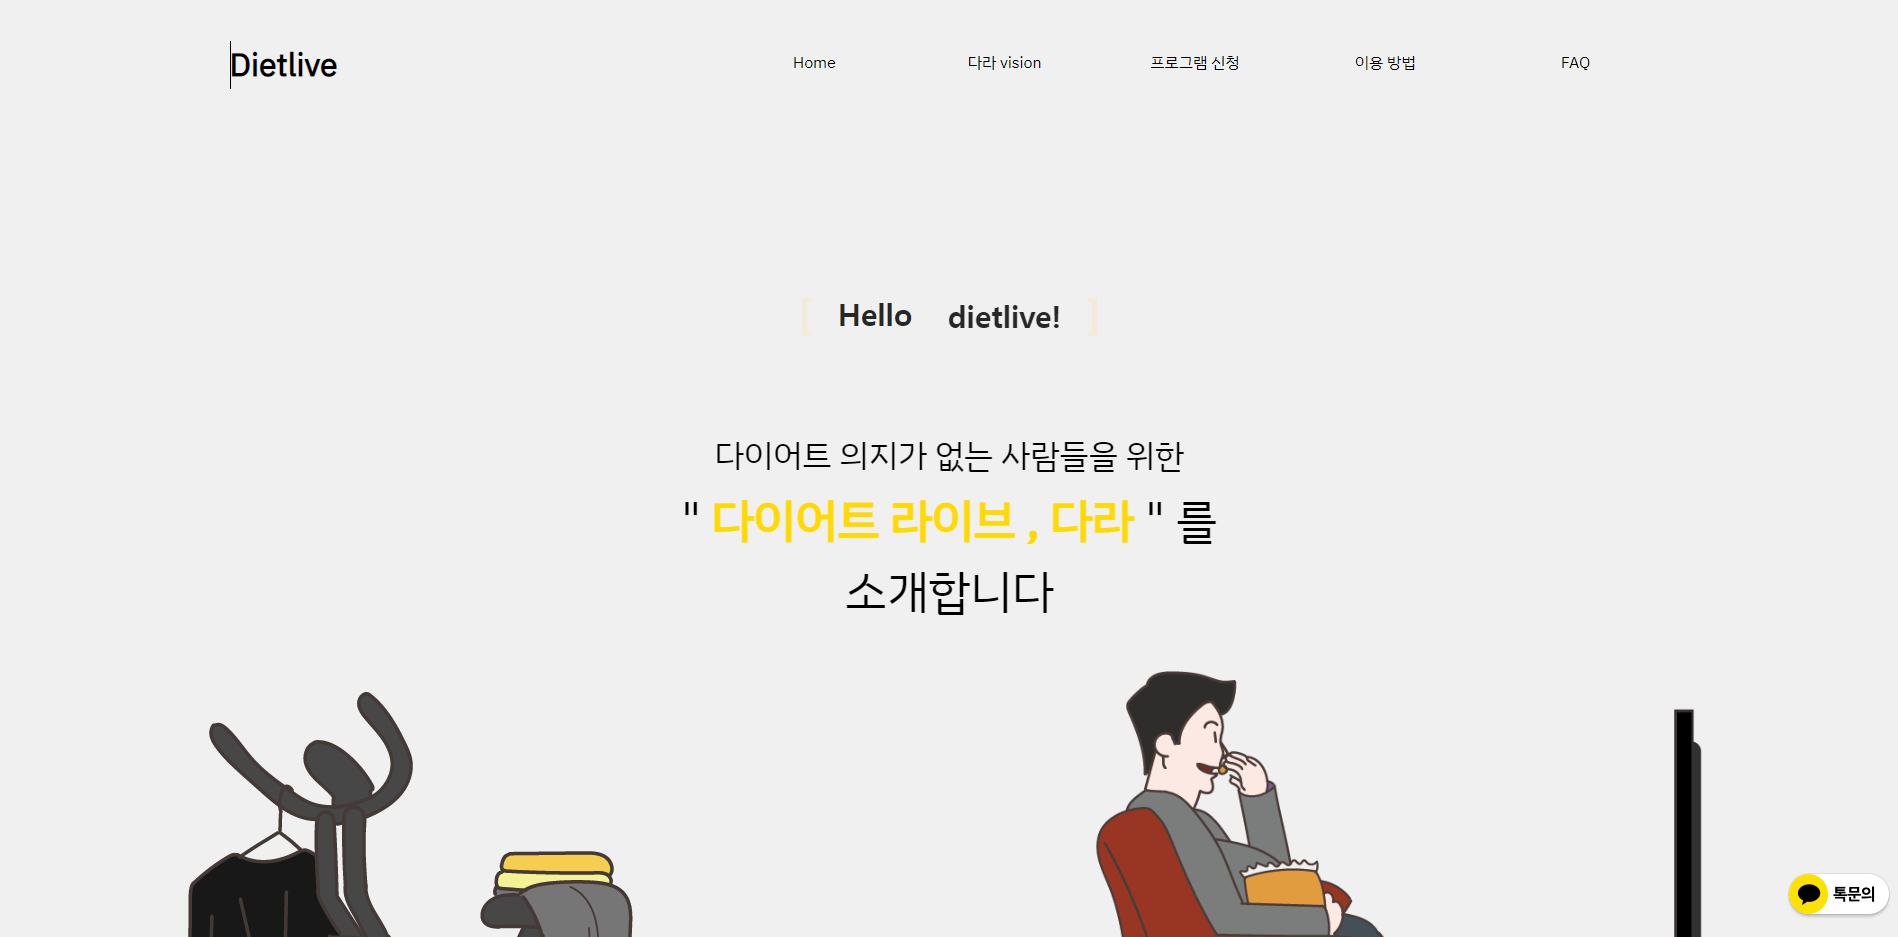 Dietlive
Home 다라 vision 프로그램 신청 이용 방법 FAQ
[ Hello dietlive! ]
다이어트 의지가 없는 사람들을 위한
" 다이어트 라이브 , 다라 " 를
소개합니다
톡문의